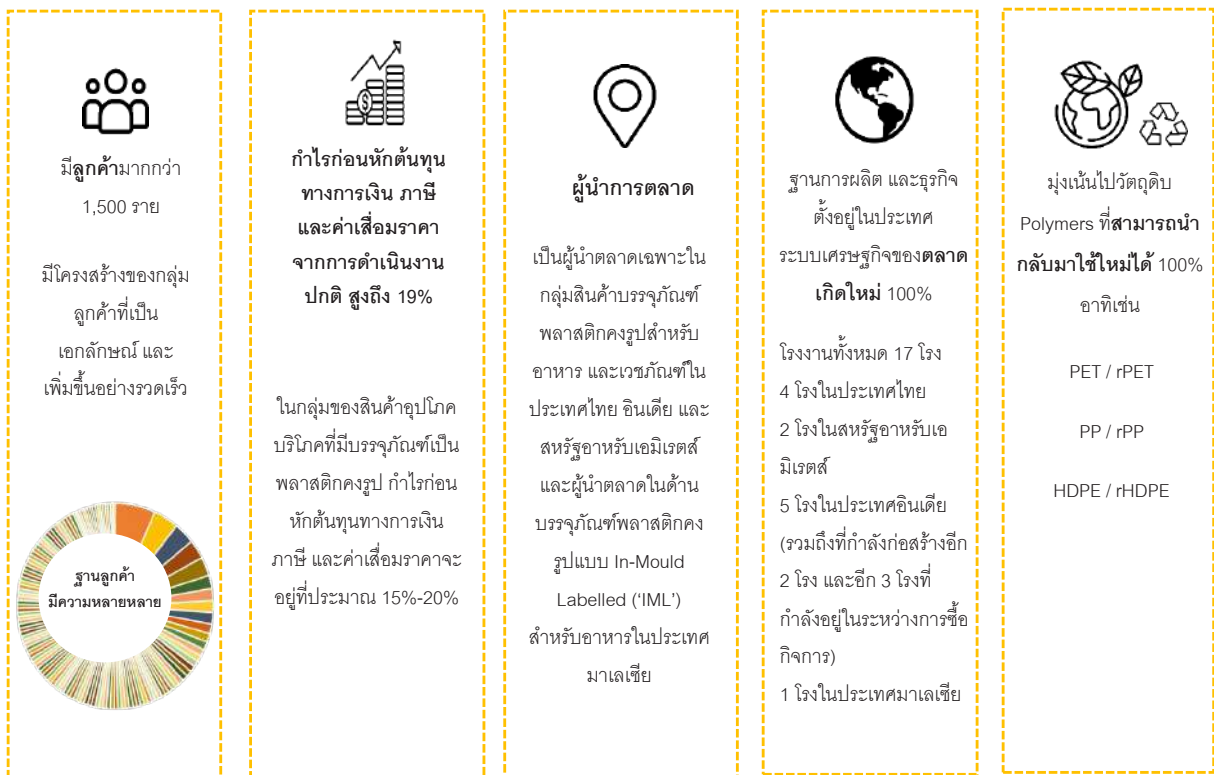 มีลูกค้ามากกว่า
1,500 ราย
มีโครงสร้างของกลุ่ม
ลูกค้าที่เป็น
เอกลักษณ์ และ
เพิ่มขึ้นอย่างรวดเร็ว
ฐานลูกค้า
มีความหลายหลาย
กำไรก่อนหักต้นทุน
ทางการเงิน ภาษี
และค่าเสื่อมราคา
จากการดำเนินงาน
ปกติ สูงถึง 19%
ในกลุ่มของสินค้าอุปโภค
บริโภคที่มีบรรจุภัณฑ์เป็น
พลาสติกคงรูป กำไรก่อน
หักต้นทุนทางการเงิน
ภาษี และค่าเสื่อมราคาจะ
อยู่ที่ประมาณ 15%-20%
ผู้นำการตลาด
เป็นผู้นำตลาดเฉพาะใน
กลุ่มสินค้าบรรจุภัณฑ์
พลาสติกคงรูปสำหรับ
อาหาร และเวชภัณฑ์ใน
ประเทศไทย อินเดีย และ
สหรัฐอาหรับเอมิเรตส์
และผู้นำตลาดในด้าน
บรรจุภัณฑ์พลาสติกคง
รูปแบบ In-Mould
Labelled ('IML')
สำหรับอาหารในประเทศ
มาเลเซีย
ฐานการผลิต และธุรกิจ
ตั้งอยู่ในประเทศ
ระบบเศรษฐกิจของตลาด
เกิดใหม่ 100%
โรงงานทั้งหมด 17 โรง
4 โรงในประเทศไทย
2 โรงในสหรัฐอาหรับเอ
มิเรตส์
5 โรงในประเทศอินเดีย
(รวมถึงที่กำลังก่อสร้างอีก
2 โรง และอีก 3 โรงที่
กำลังอยู่ในระหว่างการซื้อ
กิจการ)
1 โรงในประเทศมาเลเซีย
มุ่งเน้นไปวัตถุดิบ
Polymers ที่สามารถนำ
กลับมาใช้ใหม่ได้ 100%
อาทิเช่น
PET / rPET
PP / rPP
HDPE / rHDPE